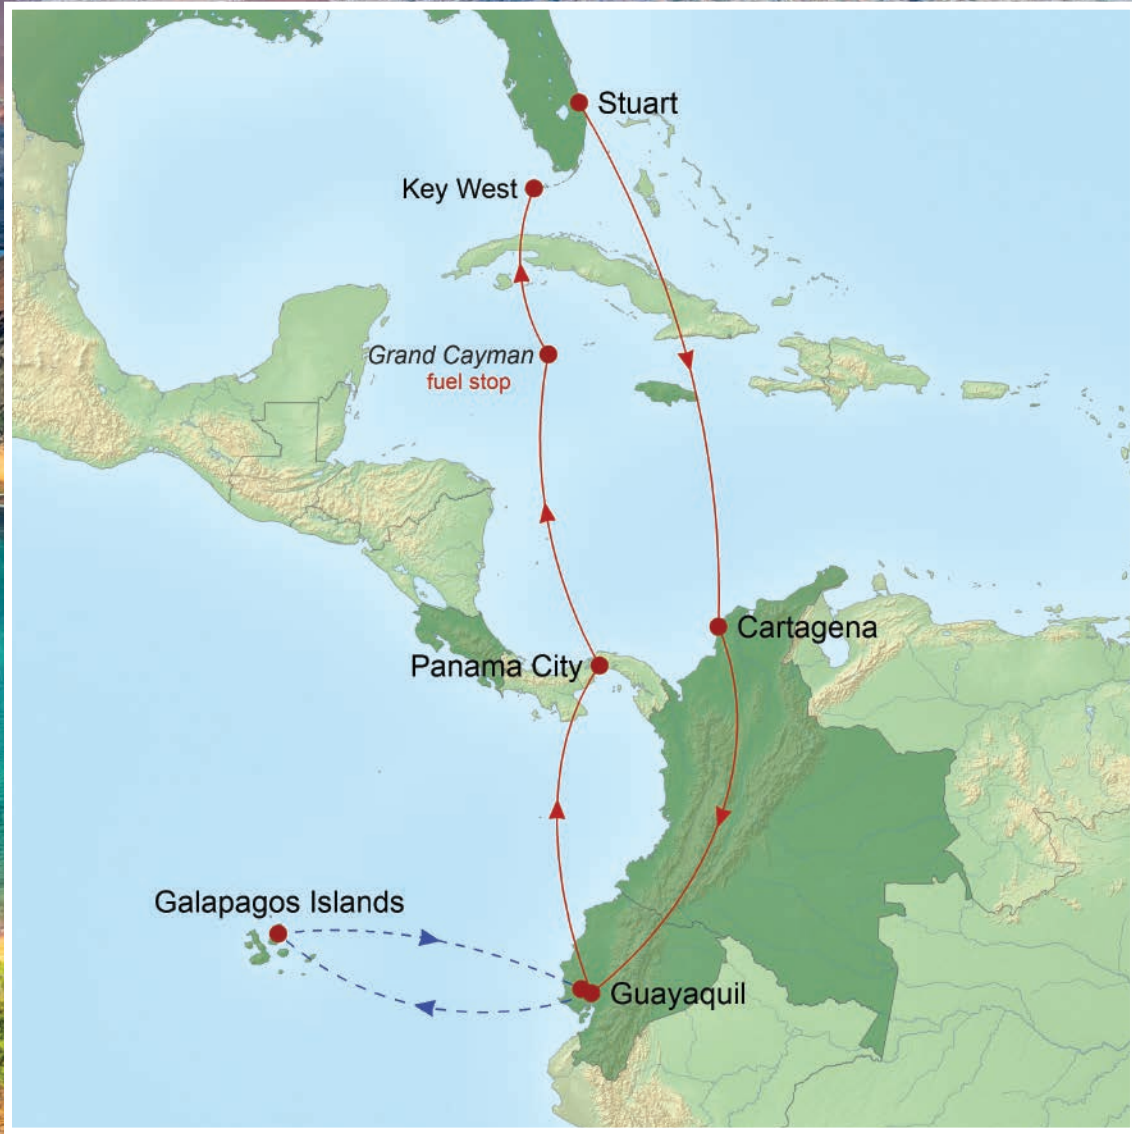 Stuart
Key West
Grand Cayman
fuel stop
Cartagena
Panama City
Galapagos Islands
Guayaquil